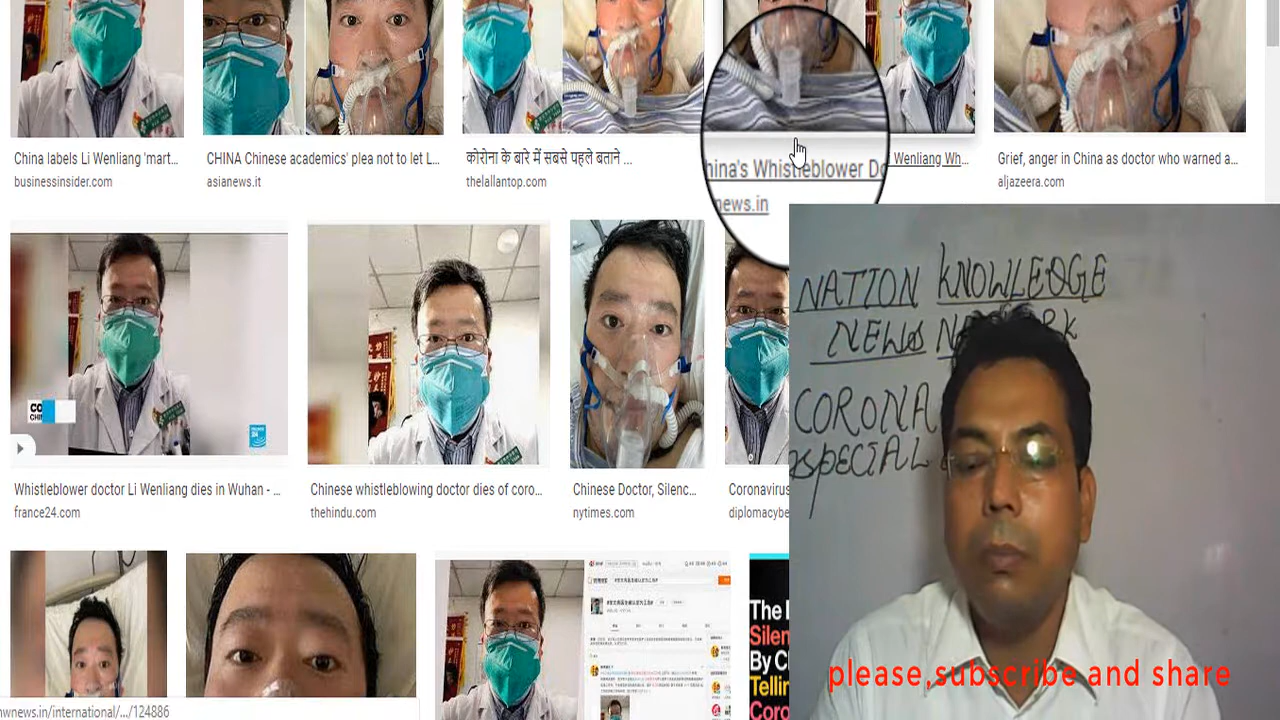 China labels Li Wenliang 'mart...
businessinsider.com
CHINA Chinese academics' plea not to let L...
asianews.it
कोरोना के बारे में सबसे पहले बताने ...
thelallantop.com
hina's Whistleblower Do
news.in
Wenliang Wh...
Grief, anger in China as doctor who warned a...
aljazeera.com
NATION KNOWLEDGE
NEWS
CORONA
SPECIAL
Whistleblower doctor Li Wenliang dies in Wuhan - ...
france24.com
Chinese whistleblowing doctor dies of coro...
thehindu.com
Chinese Doctor, Silenc...
nytimes.com
Coronavirus
diplomacybe
The
Silen
By C
Tellin
Coro
please,subscribe and share
nwrnws.in/international/.../124886